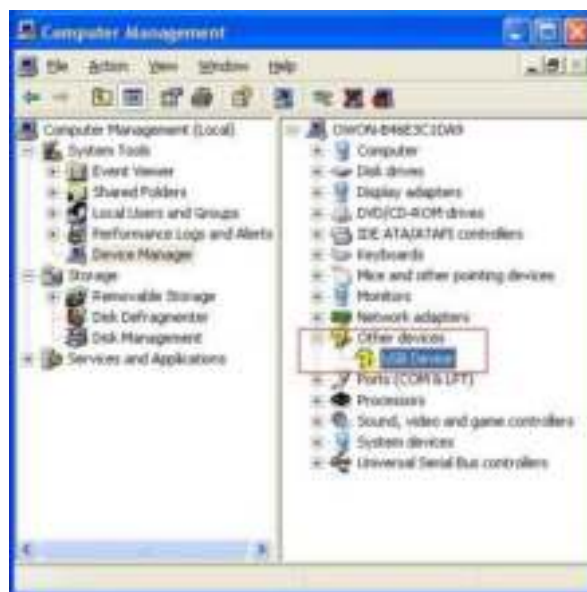 Computer Management
File Action View Window Help
Computer Management (Local)
System Tools
Event Viewer
Shared Folders
Local Users and Groups
Performance Logs and Alerts
Device Manager
Storage
Removable Storage
Disk Defragmenter
Disk Management
Services and Applications
Computer
Disk drives
Display adapters
DVD/CD-ROM drives
IDE ATA/ATAPI controllers
Keyboards
Mice and other pointing devices
Monitors
Network adapters
Other devices
USB Device
Ports (COM & LPT)
Processors
Sound, video and game controllers
System devices
Universal Serial Bus controllers